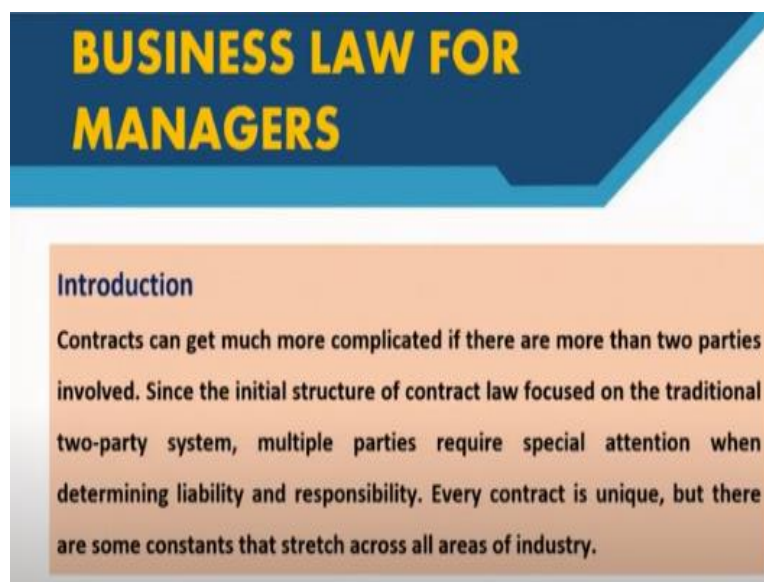 BUSINESS LAW FOR
MANAGERS
Introduction
Contracts can get much more complicated if there are more than two parties
involved. Since the initial structure of contract law focused on the traditional
two-party system, multiple parties require special attention when
determining liability and responsibility. Every contract is unique, but there
are some constants that stretch across all areas of industry.